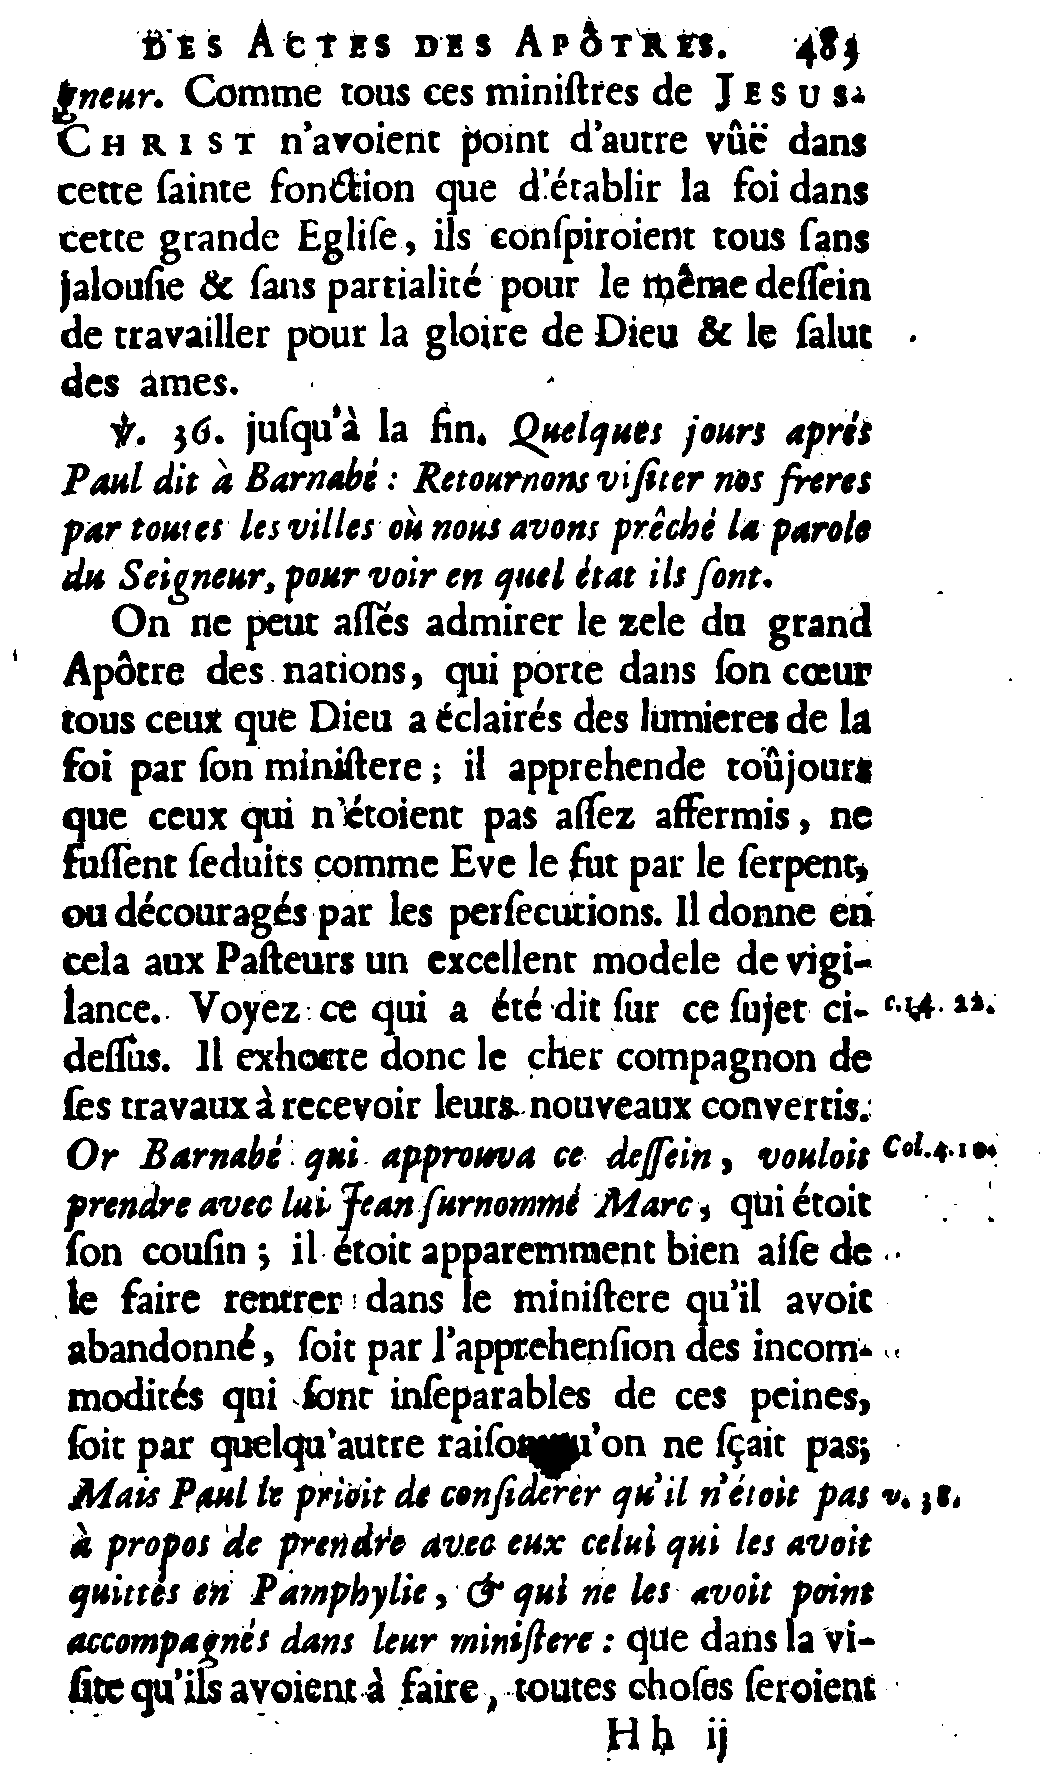 DES ACTES DES APÔTRES. 483
gneur. Comme tous ces miniſtres de JESUS-
CHRIST n'avoient point d'autre vûë dans
cette ſainte fonction que d'établir la foi dans
cette grande Egliſe, ils conſpiroient tous ſans
jalouſie & ſans partialité pour le même deſſein
de travailler pour la gloire de Dieu & le ſalut
des ames.
℣. 36. juſqu'à la fin. Quelques jours aprés
Paul dit à Barnabé : Retournons viſiter nos freres
par toutes les villes où nous avons prêché la parole
du Seigneur, pour voir en quel état ils ſont.
On ne peut aſſés admirer le zele du grand
Apôtre des nations, qui porte dans ſon cœur
tous ceux que Dieu a éclairés des lumieres de la
foi par ſon miniſtere ; il apprehende toûjours
que ceux qui n'étoient pas aſſez affermis, ne
fuſſent ſeduits comme Eve le fut par le ſerpent,
ou découragés par les perſecutions. Il donne en
cela aux Paſteurs un excellent modele de vigi-
lance. Voyez ce qui a été dit ſur ce ſujet ci- c. 14. 22.
deſſus. Il exhorte donc le cher compagnon de
ſes travaux à recevoir leurs nouveaux convertis.
Or Barnabé qui approuva ce deſſein, vouloit Col. 4. 10.
prendre avec lui Jean ſurnommé Marc, qui étoit
ſon couſin ; il étoit apparemment bien aiſe de
le faire rentrer dans le miniſtere qu'il avoit
abandonné, ſoit par l'apprehenſion des incom-
modités qui ſont inſeparables de ces peines,
ſoit par quelqu'autre raiſon qu'on ne ſçait pas;
Mais Paul le prioit de conſiderer qu'il n'étoit pas v. 38.
à propos de prendre avec eux celui qui les avoit
quittés en Pamphylie, & qui ne les avoit point
accompagnés dans leur miniſtere : que dans la vi-
ſite qu'ils avoient à faire, toutes choſes ſeroient
Hh ij